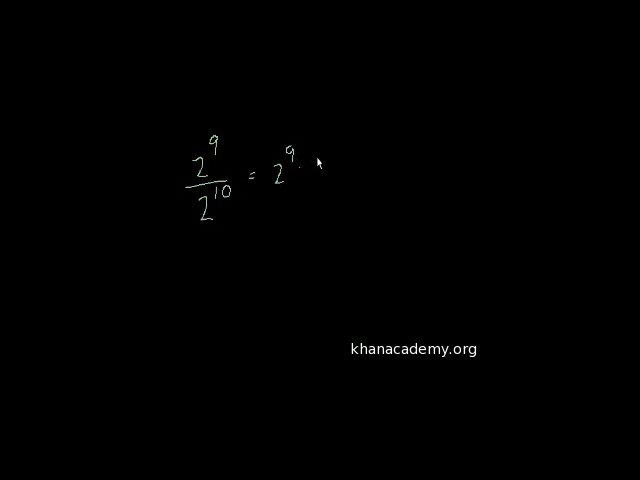 2^9 / 2^10 = 2^9 ·
khanacademy.org